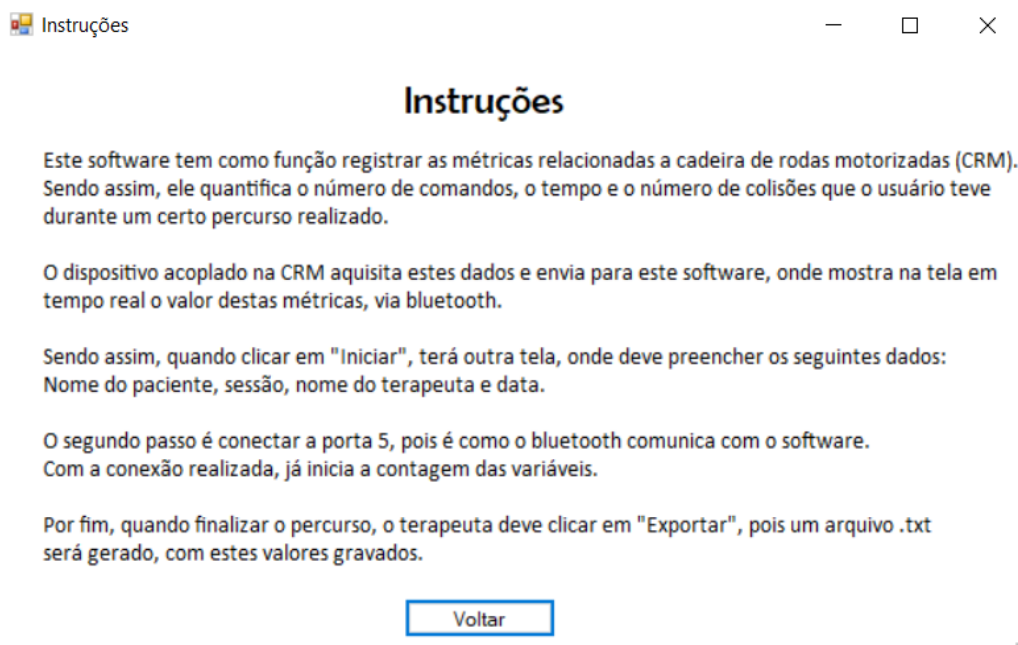 Instruções
Instruções
Este software tem como função registrar as métricas relacionadas a cadeira de rodas motorizadas (CRM).
Sendo assim, ele quantifica o número de comandos, o tempo e o número de colisões que o usuário teve
durante um certo percurso realizado.
O dispositivo acoplado na CRM aquisita estes dados e envia para este software, onde mostra na tela em
tempo real o valor destas métricas, via bluetooth.
Sendo assim, quando clicar em "Iniciar", terá outra tela, onde deve preencher os seguintes dados:
Nome do paciente, sessão, nome do terapeuta e data.
O segundo passo é conectar a porta 5, pois é como o bluetooth comunica com o software.
Com a conexão realizada, já inicia a contagem das variáveis.
Por fim, quando finalizar o percurso, o terapeuta deve clicar em "Exportar", pois um arquivo .txt
será gerado, com estes valores gravados.
Voltar